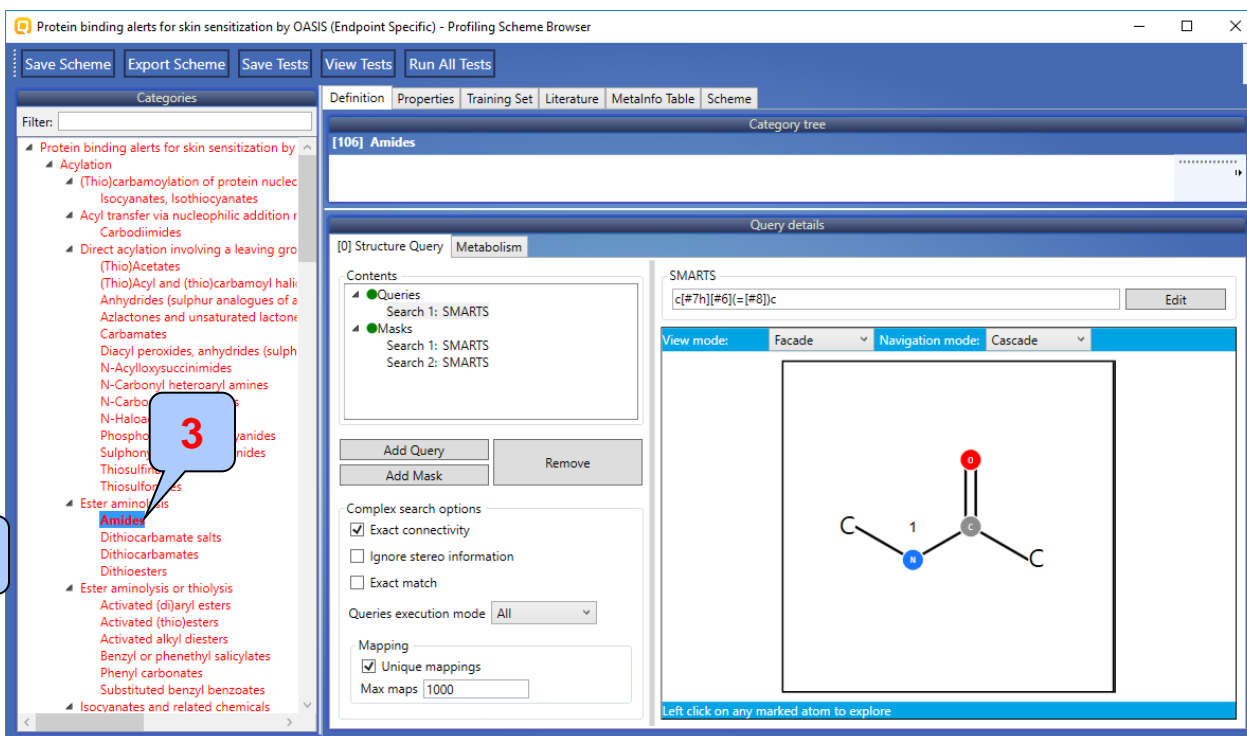 Protein binding alerts for skin sensitization by OASIS (Endpoint Specific) - Profiling Scheme Browser
Save Scheme Export Scheme Save Tests View Tests Run All Tests
Categories
Filter:
Protein binding alerts for skin sensitization by
Acylation
(Thio)carbamoylation of protein nuclec
Isocyanates, Isothiocyanates
Acyl transfer via nucleophilic addition r
Carbodiimides
Direct acylation involving a leaving gro
(Thio)Acetates
(Thio)Acyl and (thio)carbamoyl hali
Anhydrides (sulphur analogues of a
Azlactones and unsaturated lactone
Carbamates
Diacyl peroxides, anhydrides (sulph
N-Acylloxysuccinimides
N-Carbonyl heteroaryl amines
Ester aminolysis
Amides
Dithiocarbamate salts
Dithiocarbamates
Dithioesters
Ester aminolysis or thiolysis
Activated (di)aryl esters
Activated (thio)esters
Activated alkyl diesters
Benzyl or phenethyl salicylates
Phenyl carbonates
Substituted benzyl benzoates
Isocyanates and related chemicals
3
Definition Properties Training Set Literature MetaInfo Table Scheme
Category tree
[106] Amides
Query details
[0] Structure Query Metabolism
Contents
Queries
Search 1: SMARTS
Masks
Search 1: SMARTS
Search 2: SMARTS
Add Query
Add Mask
Remove
Complex search options
Exact connectivity
Ignore stereo information
Exact match
Queries execution mode All
Mapping
Unique mappings
Max maps 1000
SMARTS
c[#7h][#6](=[#8])c
Edit
View mode: Facade Navigation mode: Cascade
O
C 1 C
N C
Left click on any marked atom to explore